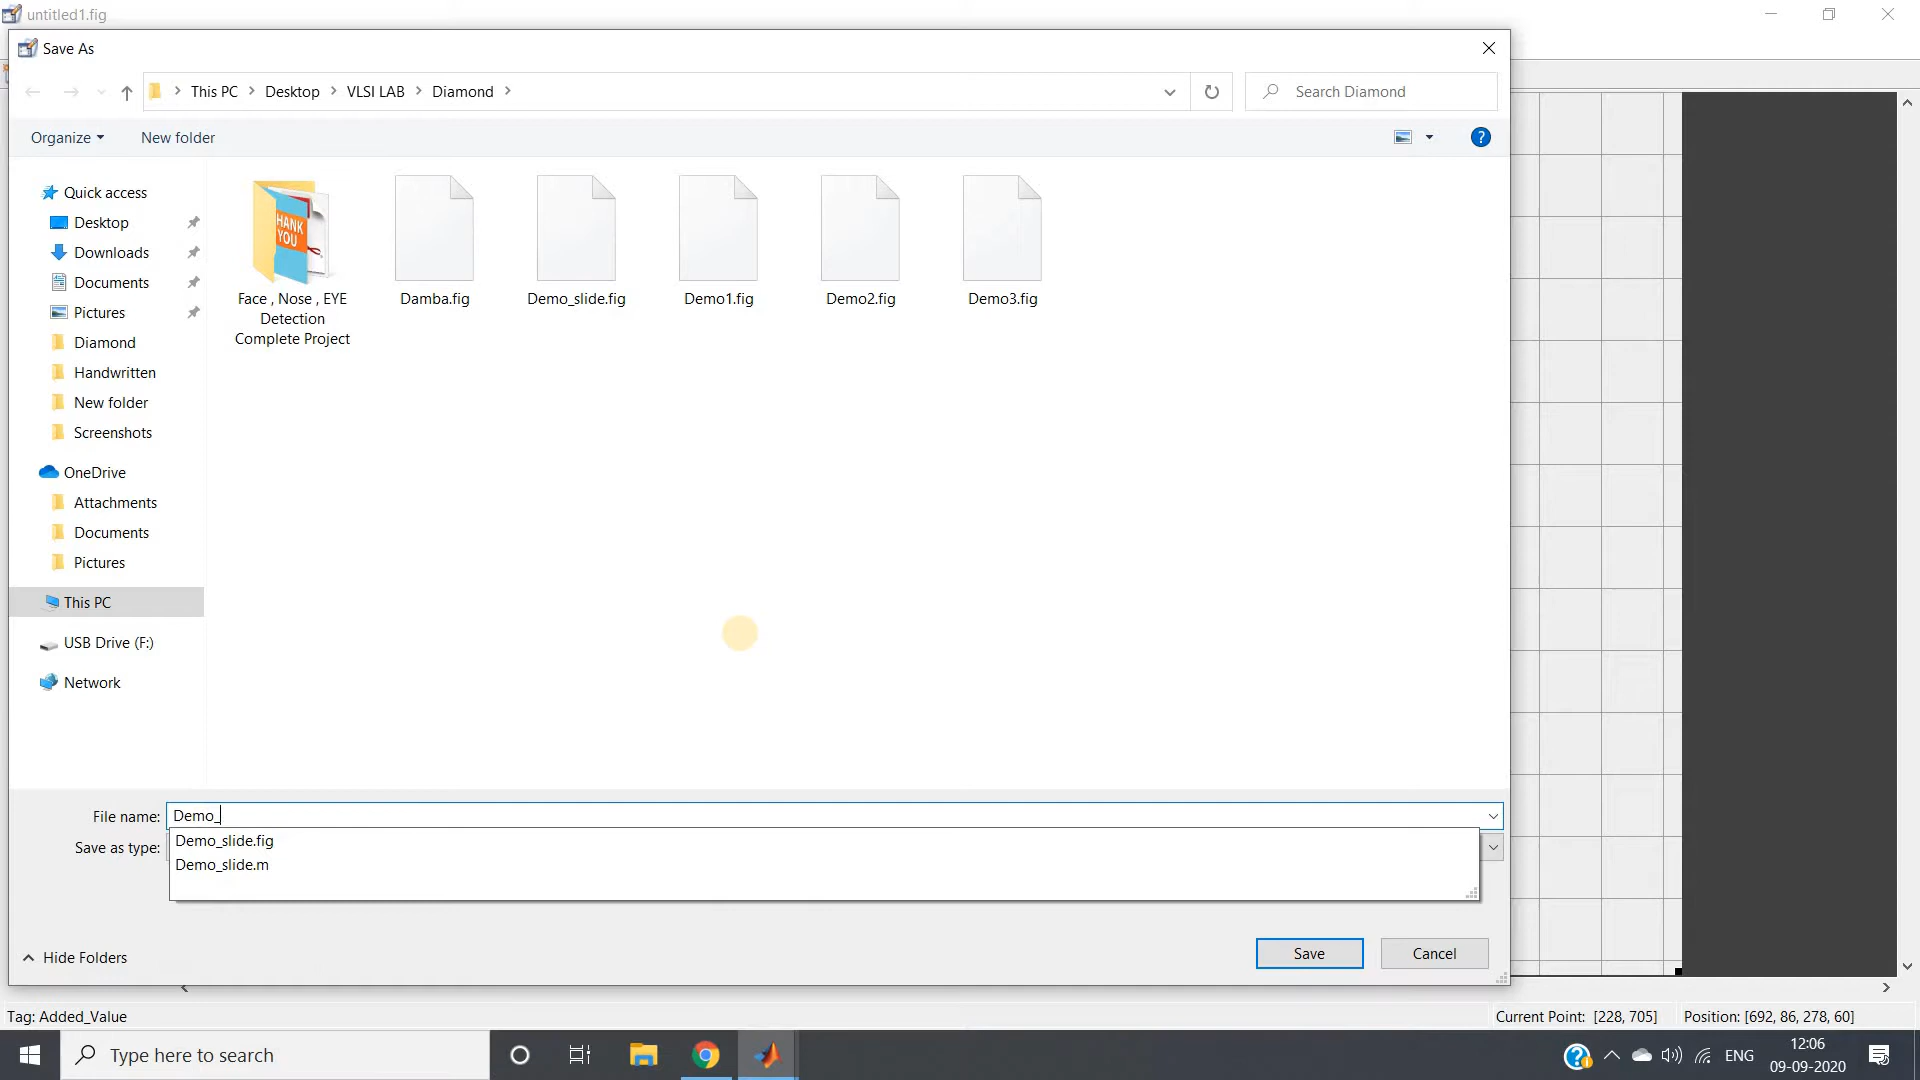 untitled1.fig
Save As
This PC
Desktop
VLSI LAB
Diamond
Search Diamond
Organize
New folder
?
Quick access
Desktop
Downloads
Documents
Pictures
Diamond
Handwritten
New folder
Screenshots
OneDrive
Attachments
Documents
Pictures
This PC
USB Drive (F:)
Network
HANK
YOU
Face , Nose , EYE
Detection
Complete Project
Damba.fig
Demo_slide.fig
Demo1.fig
Demo2.fig
Demo3.fig
File name:
Demo_
Demo_slide.fig
Save as type:
Demo_slide.m
Hide Folders
Save
Cancel
Tag: Added_Value
Current Point: [228, 705]
Position: [692, 86, 278, 60]
Type here to search
ENG
12:06
09-09-2020